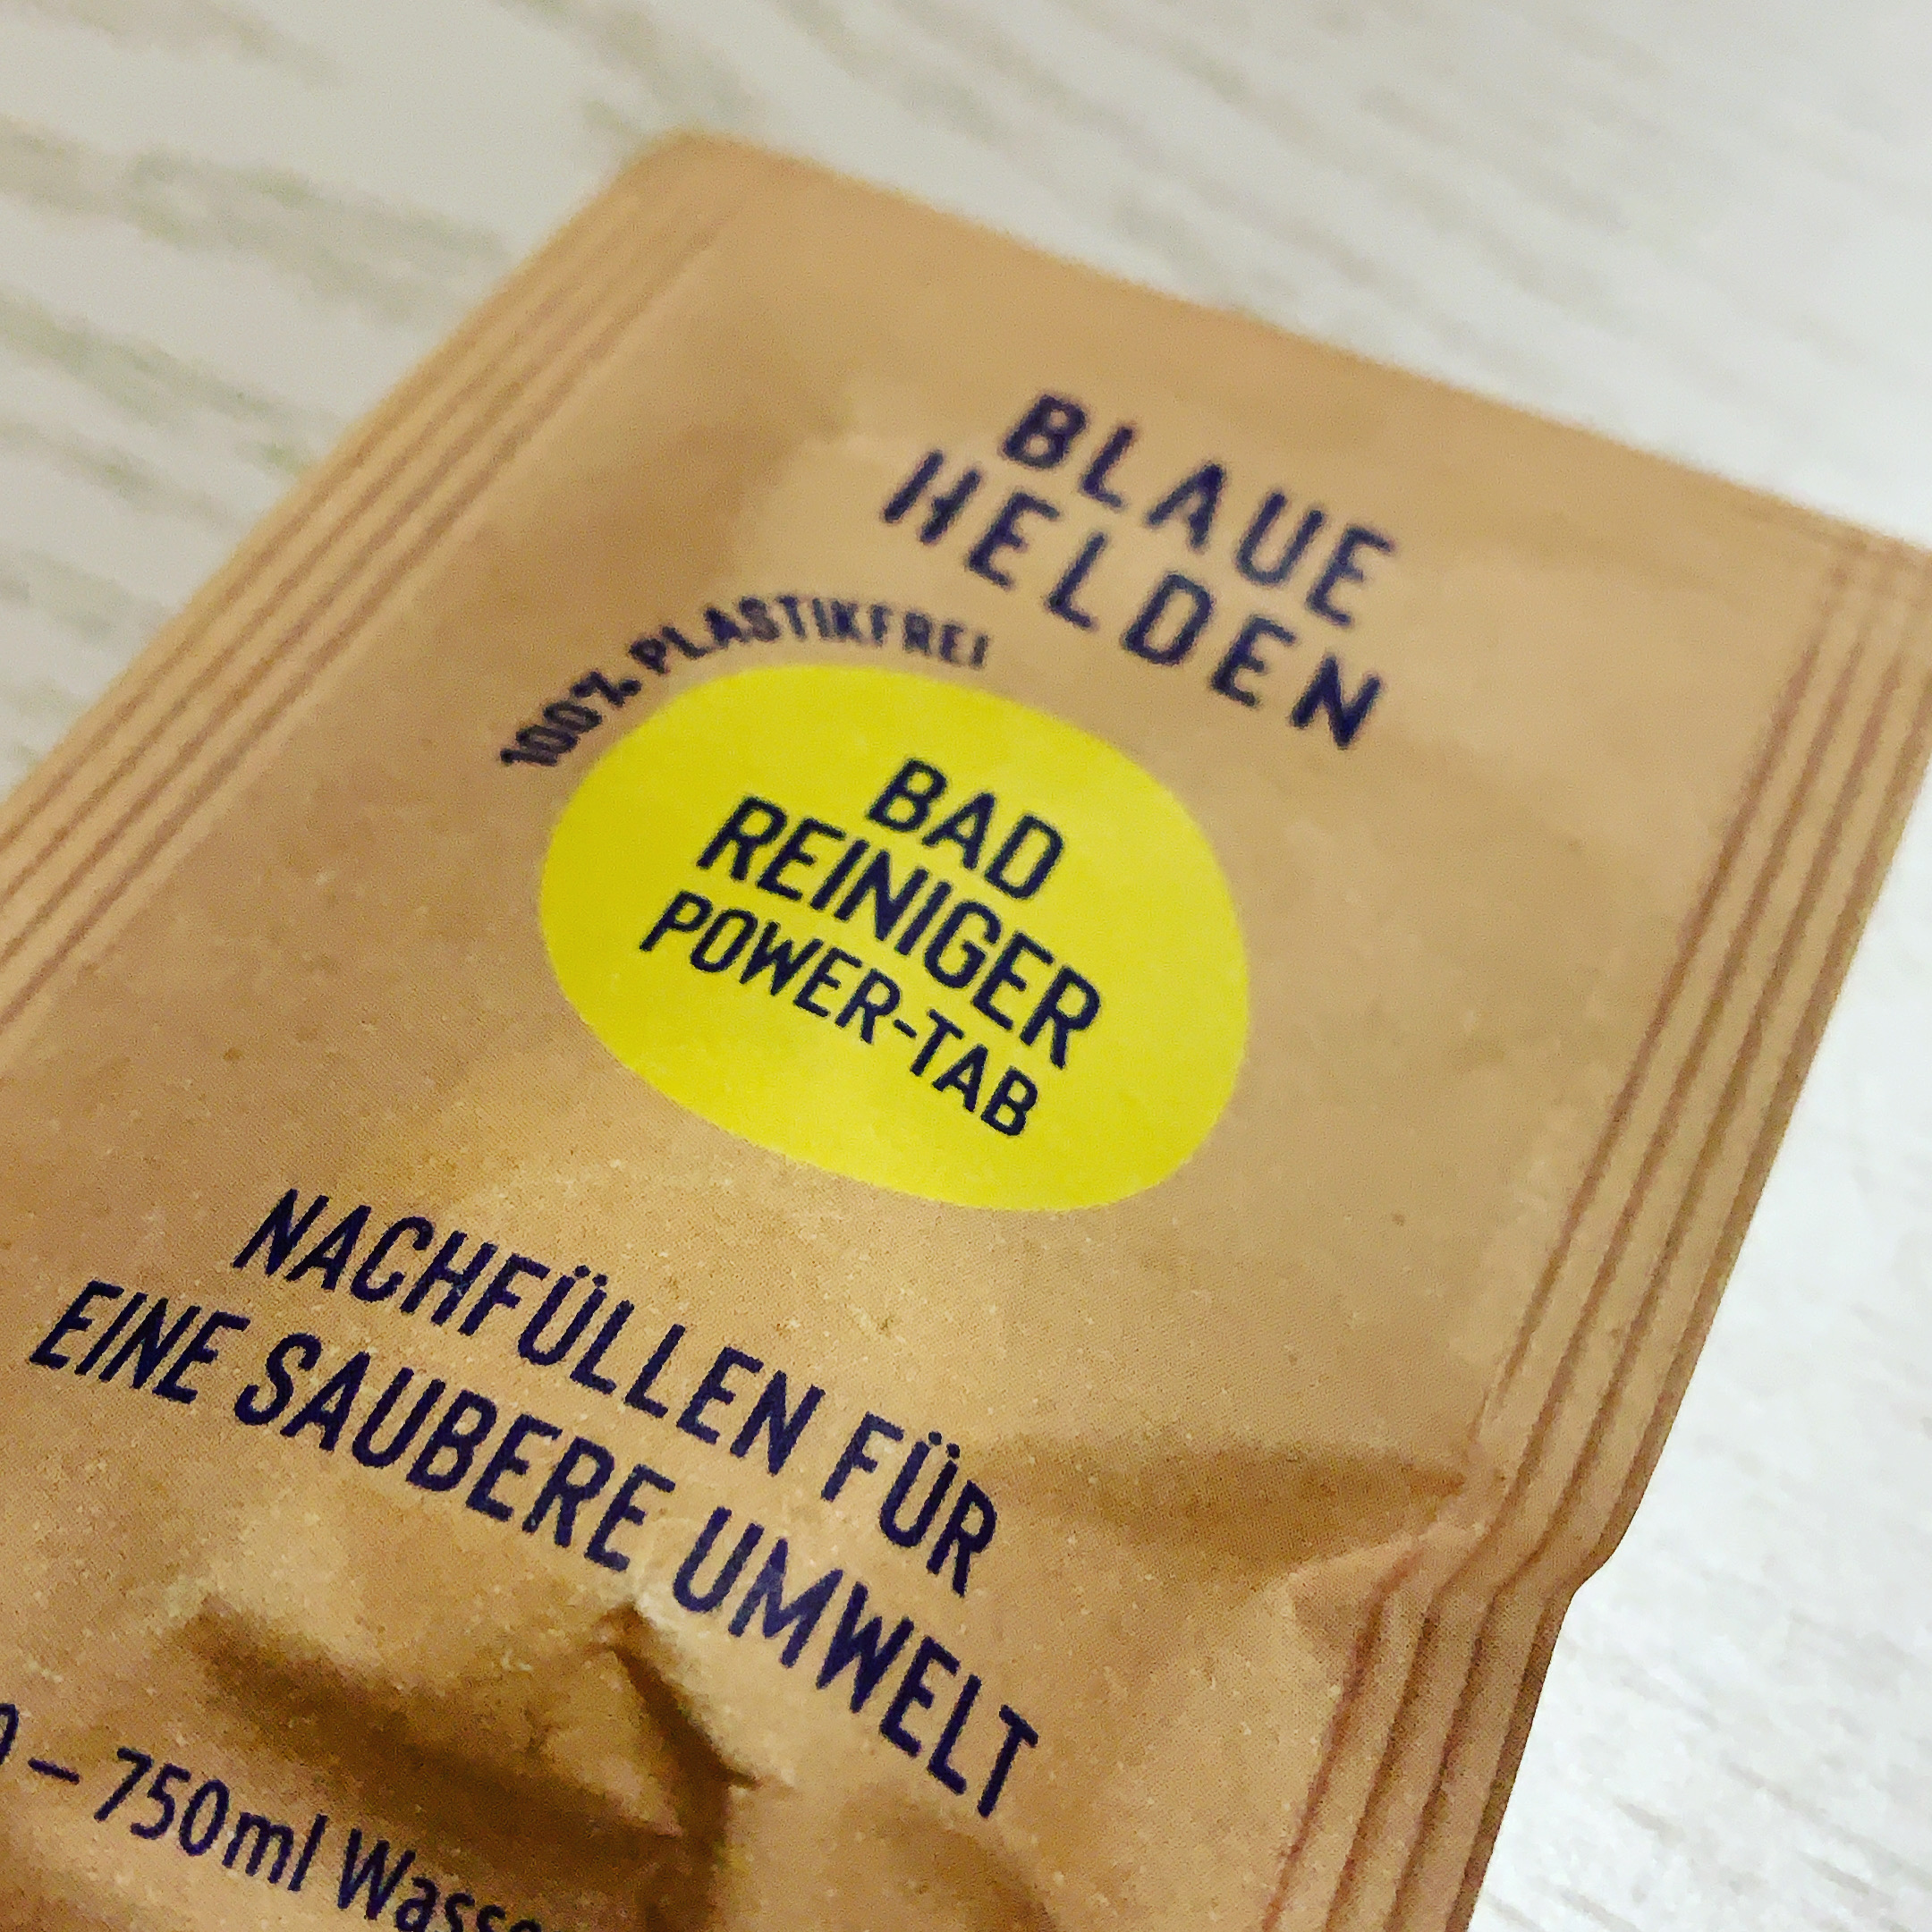 BLAUE
HELDEN
100% PLASTIKFREI
BAD
REINIGER
POWER-TAB
NACHFÜLLEN FÜR
EINE SAUBERE UMWELT
– 750ml